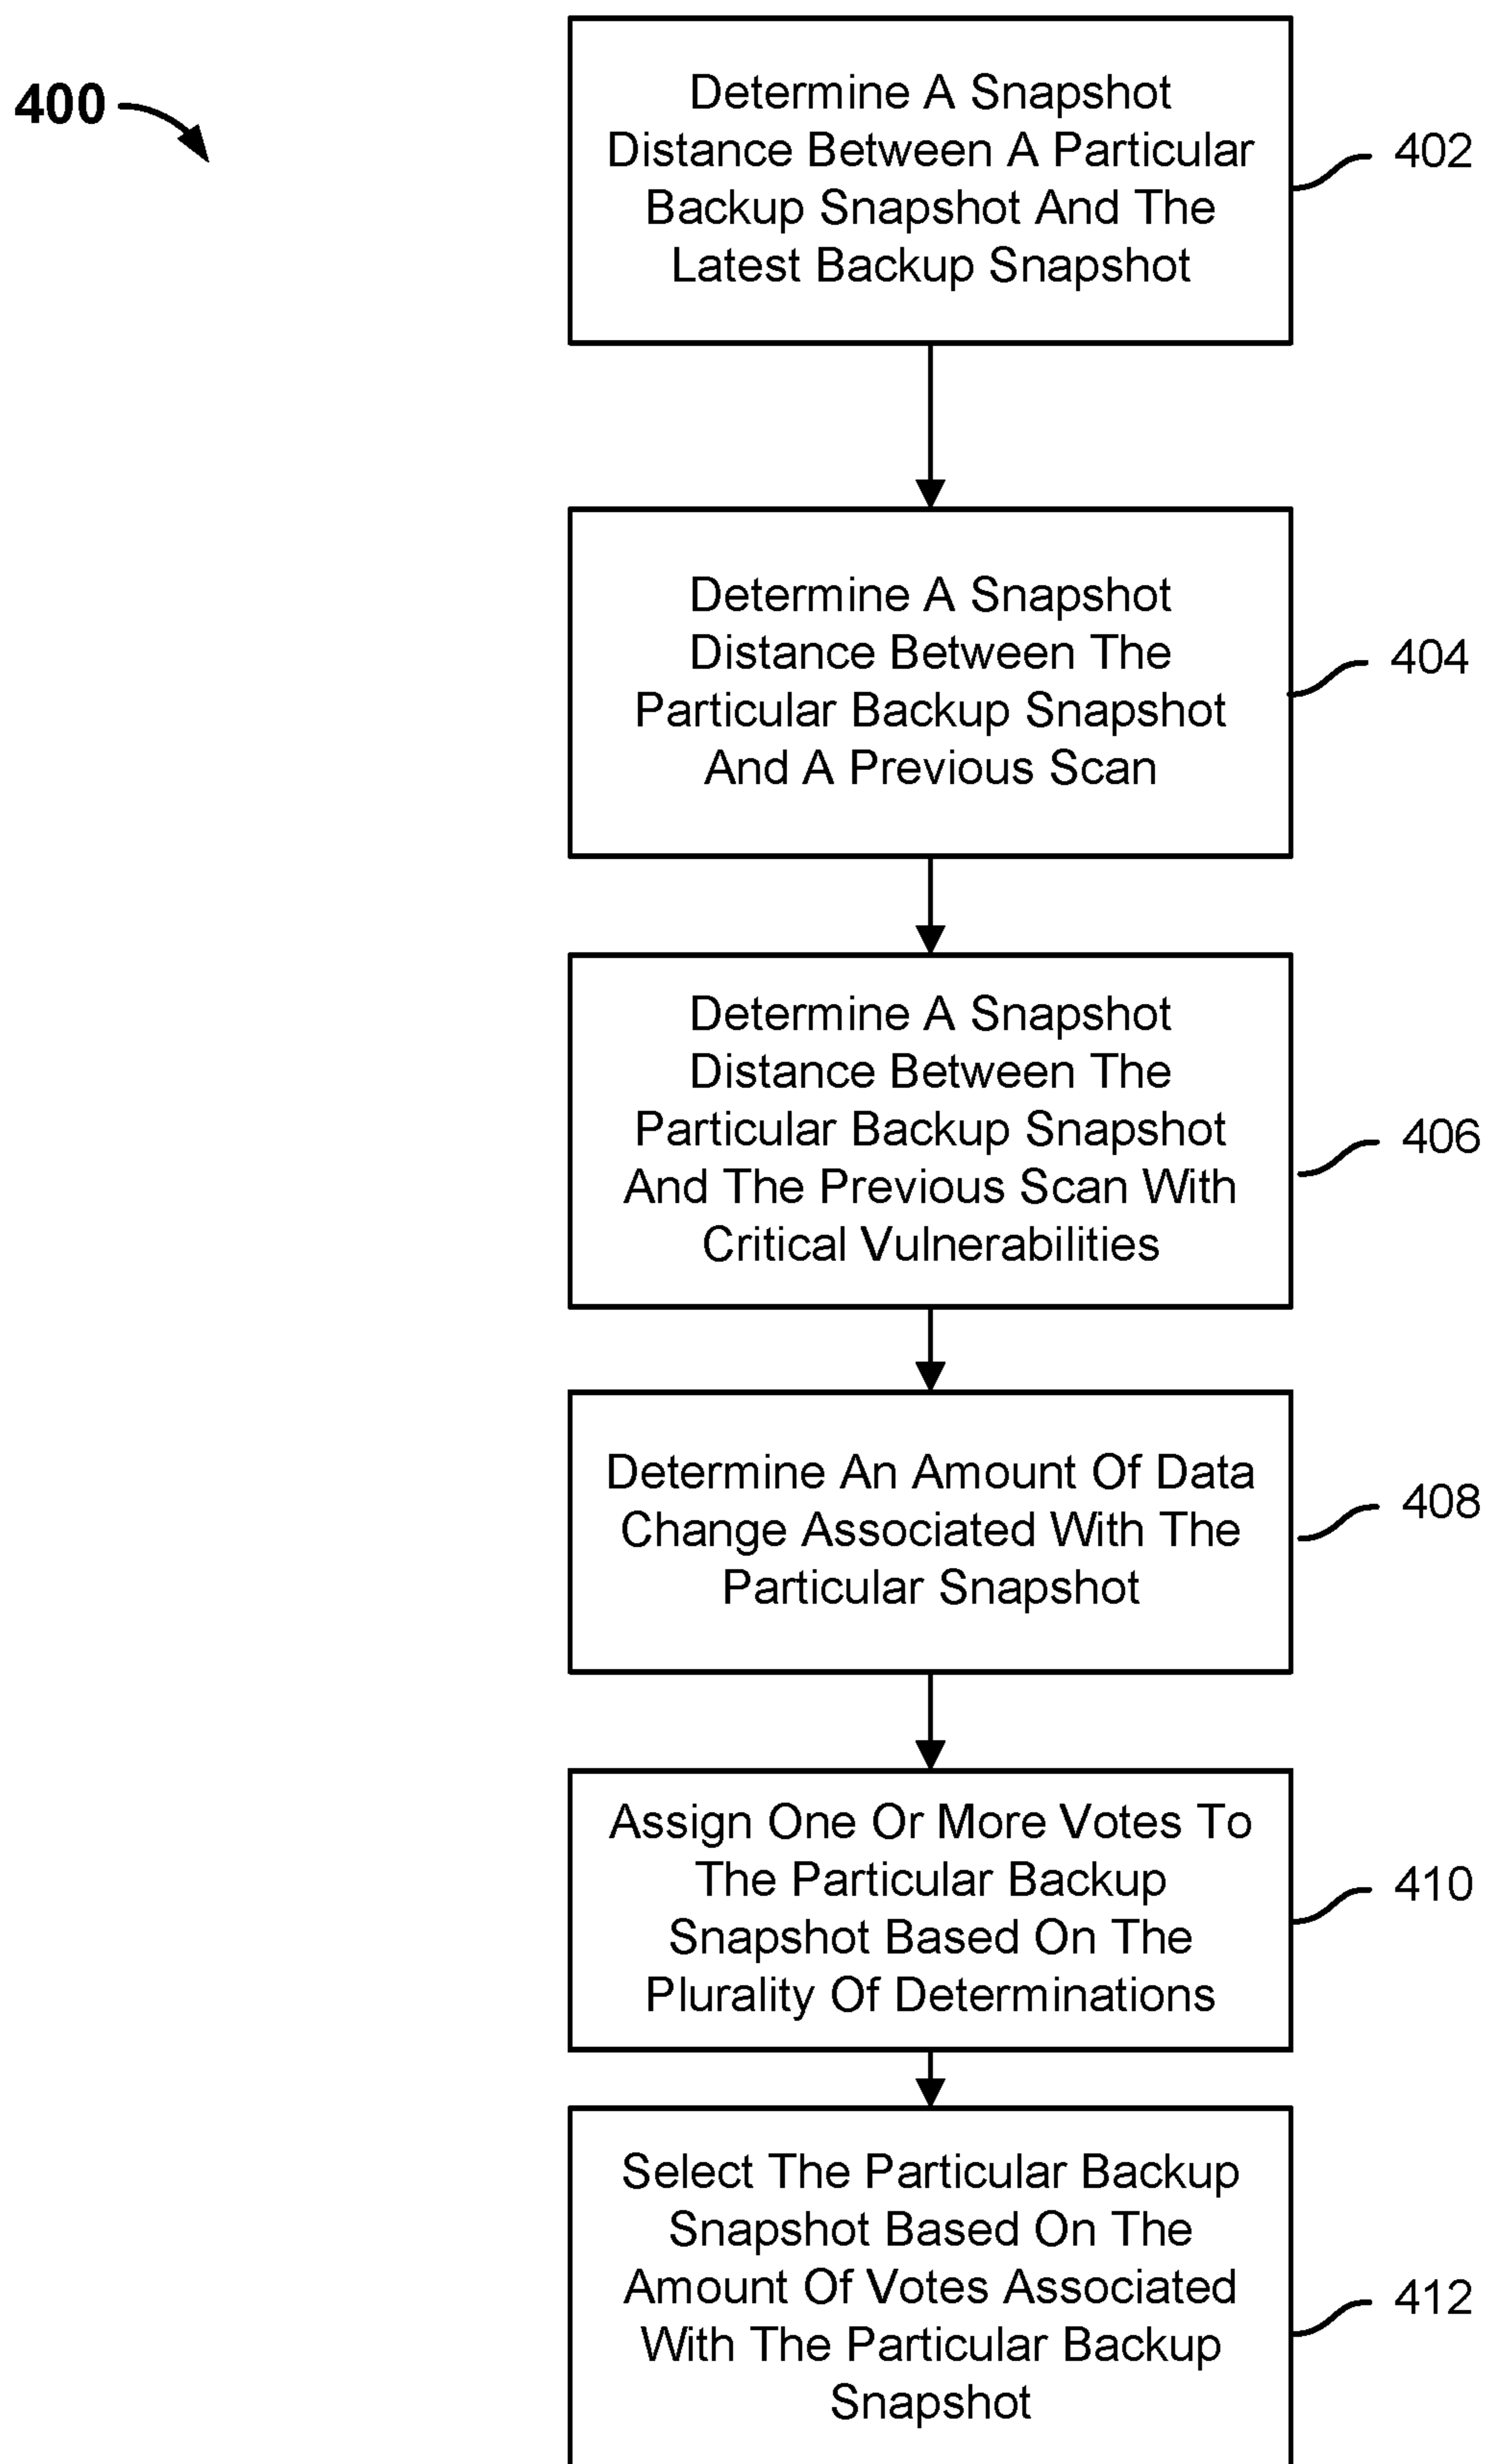 400
Determine A Snapshot
Distance Between A Particular
Backup Snapshot And The
Latest Backup Snapshot
402
Determine A Snapshot
Distance Between The
Particular Backup Snapshot
And A Previous Scan
404
Determine A Snapshot
Distance Between The
Particular Backup Snapshot
And The Previous Scan With
Critical Vulnerabilities
406
Determine An Amount Of Data
Change Associated With The
Particular Snapshot
408
Assign One Or More Votes To
The Particular Backup
Snapshot Based On The
Plurality Of Determinations
410
Select The Particular Backup
Snapshot Based On The
Amount Of Votes Associated
With The Particular Backup
Snapshot
412